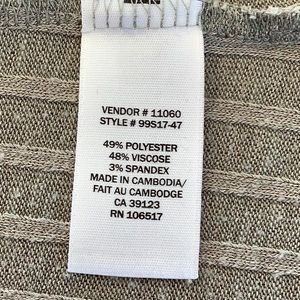 VENDOR # 11060
STYLE # 99S17-47
49% POLYESTER
48% VISCOSE
3% SPANDEX
MADE IN CAMBODIA/
FAIT AU CAMBODGE
CA 39123
RN 106517